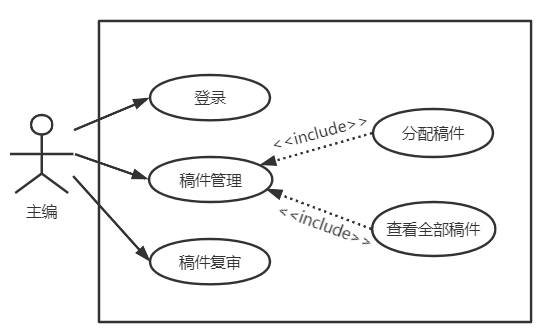 登录
<<include>>
分配稿件
稿件管理
主编
<<include>>
查看全部稿件
稿件复审